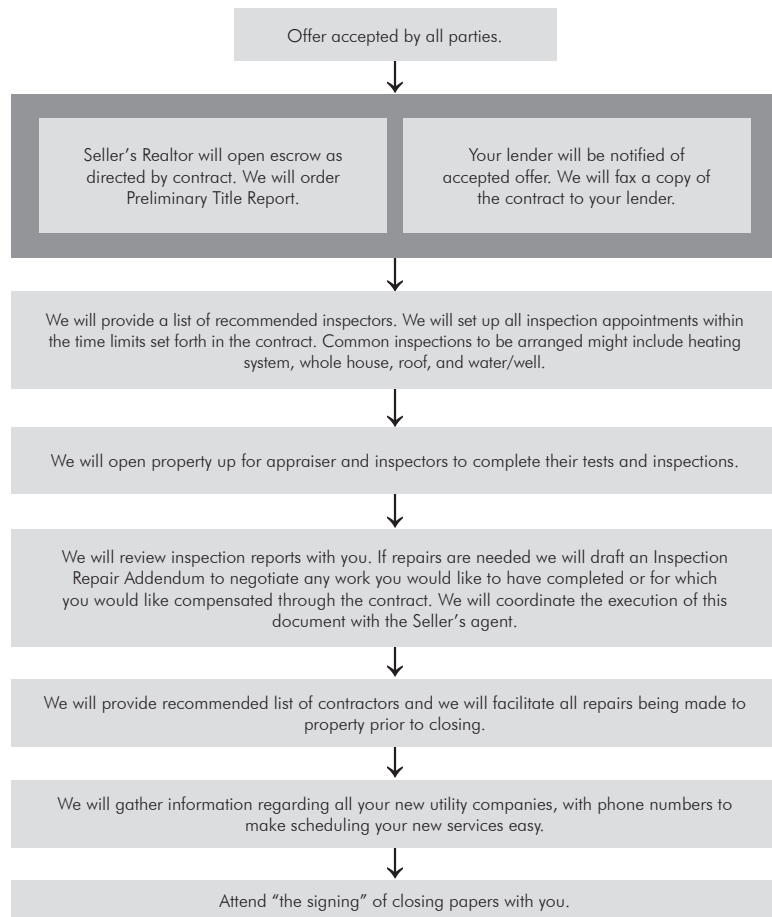 Offer accepted by all parties.
Seller’s Realtor will open escrow as
directed by contract. We will order
Preliminary Title Report.
Your lender will be notified of
accepted offer. We will fax a copy of
the contract to your lender.
We will provide a list of recommended inspectors. We will set up all inspection appointments within
the time limits set forth in the contract. Common inspections to be arranged might include heating
system, whole house, roof, and water/well.
We will open property up for appraiser and inspectors to complete their tests and inspections.
We will review inspection reports with you. If repairs are needed we will draft an Inspection
Repair Addendum to negotiate any work you would like to have completed or for which
you would like compensated through the contract. We will coordinate the execution of this
document with the Seller’s agent.
We will provide recommended list of contractors and we will facilitate all repairs being made to
property prior to closing.
We will gather information regarding all your new utility companies, with phone numbers to
make scheduling your new services easy.
Attend “the signing” of closing papers with you.